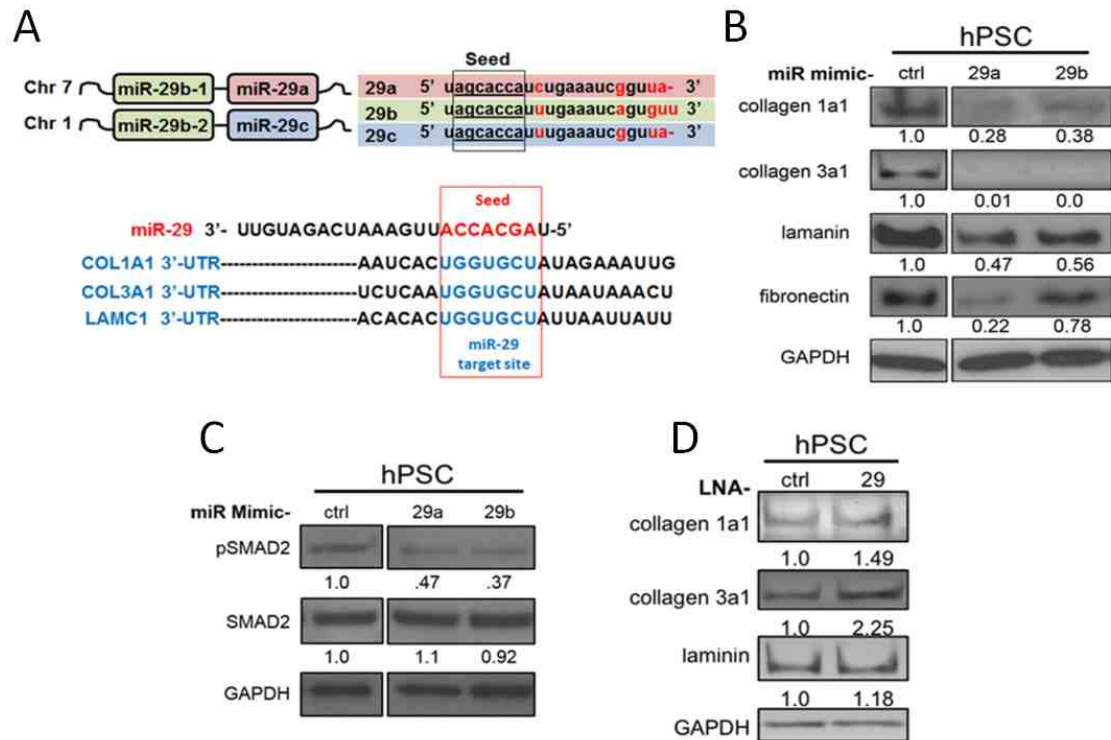 A
Seed
Chr 7 miR-29b-1 miR-29a 29a 5' uagcaccaucugaaaucgguua- 3'
Chr 1 miR-29b-2 miR-29c 29b 5' uagcaccauuugaaaucaguguu 3'
29c 5' uagcaccauuugaaaucgguua- 3'
Seed
miR-29 3'- UUGUAGACUAAAGUUACCACGAU-5'
COL1A1 3'-UTR--------------------AAUCACUGGUGCUAUAGAAAUUG
COL3A1 3'-UTR--------------------UCUCAAUGGUGCUAUAAUAAACU
LAMC1 3'-UTR--------------------ACACACUGGUGCUAUUAAUUAUU
miR-29
target site
B
hPSC
miR mimic- ctrl 29a 29b
collagen 1a1
1.0 0.28 0.38
collagen 3a1
1.0 0.01 0.0
lamanin
1.0 0.47 0.56
fibronectin
1.0 0.22 0.78
GAPDH
C
hPSC
miR Mimic- ctrl 29a 29b
pSMAD2
1.0 .47 .37
SMAD2
1.0 1.1 0.92
GAPDH
D
hPSC
LNA- ctrl 29
collagen 1a1
1.0 1.49
collagen 3a1
1.0 2.25
laminin
1.0 1.18
GAPDH